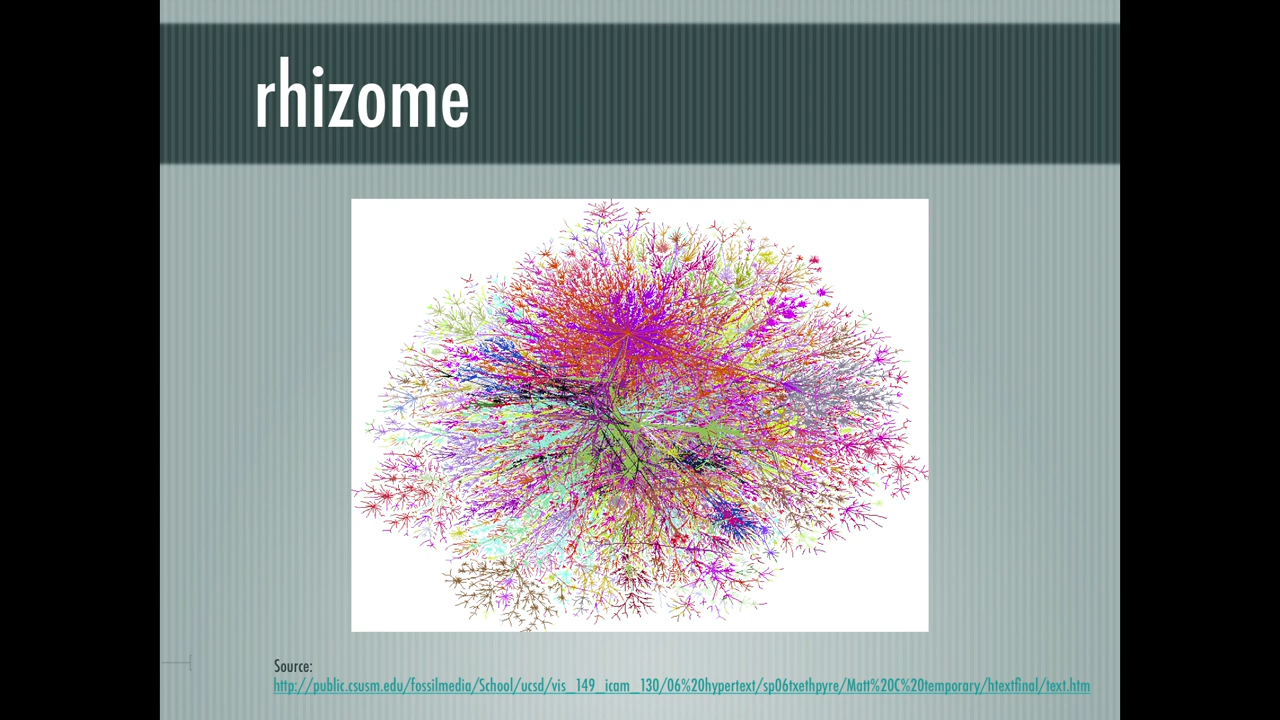 rhizome
Source:
http://public.csusm.edu/fossilmedia/School/ucsd/vis_149_icam_130/06%20hypertext/sp06txethpyre/Matt%20C%20temporary/htextfinal/text.htm